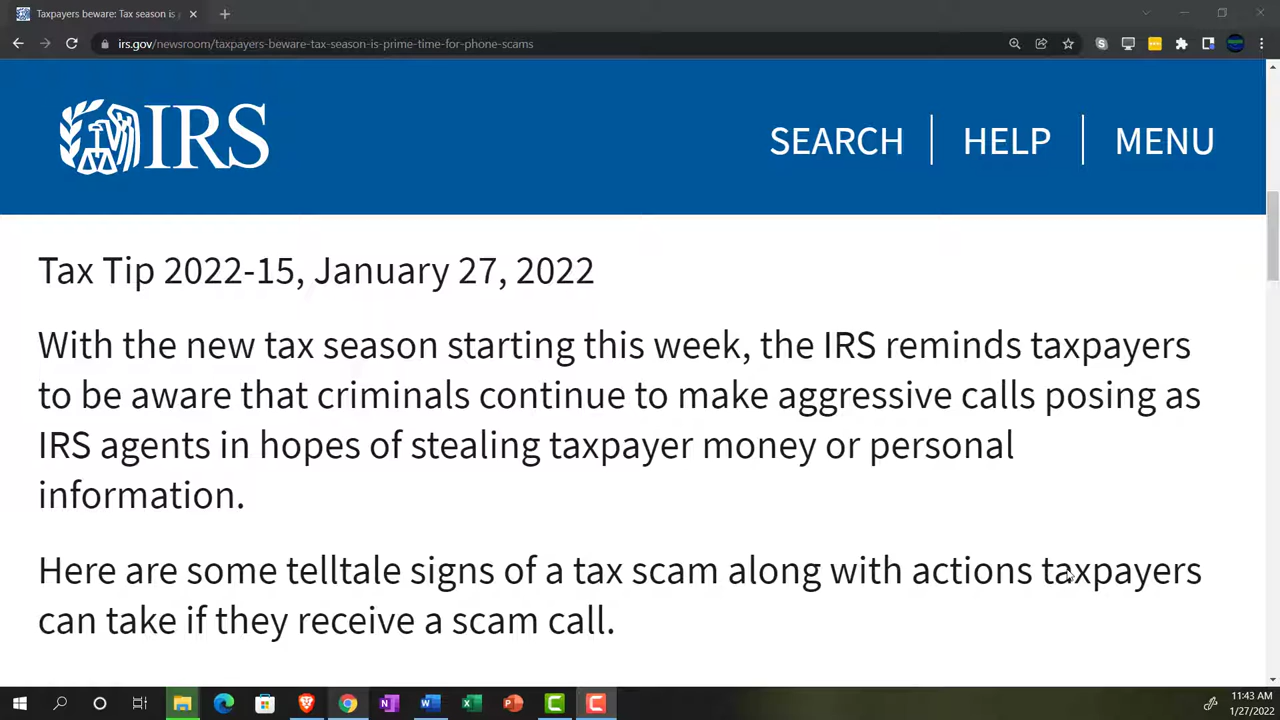 Taxpayers beware: Tax season is
irs.gov/newsroom/taxpayers-beware-tax-season-is-prime-time-for-phone-scams
IRS
SEARCH HELP MENU
Tax Tip 2022-15, January 27, 2022
With the new tax season starting this week, the IRS reminds taxpayers
to be aware that criminals continue to make aggressive calls posing as
IRS agents in hopes of stealing taxpayer money or personal
information.
Here are some telltale signs of a tax scam along with actions taxpayers
can take if they receive a scam call.
11:43 AM
1/27/2022